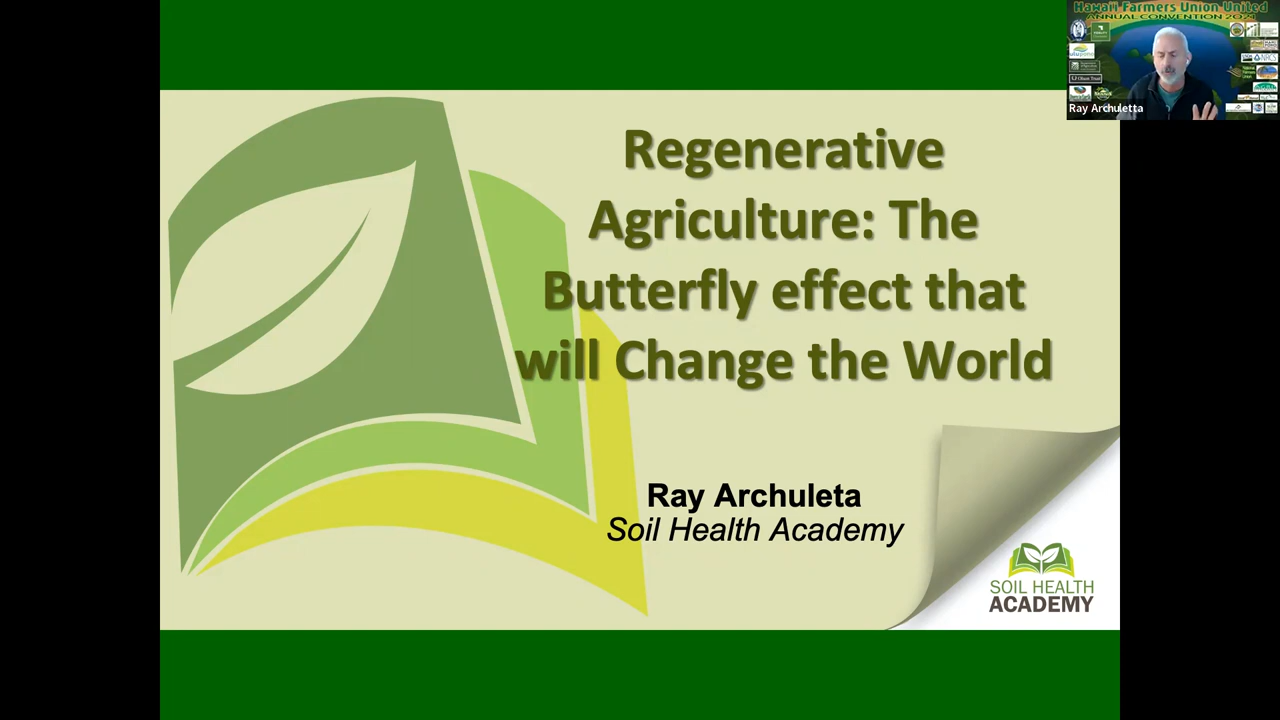 Regenerative
Agriculture: The
Butterfly effect that
will Change the World
Ray Archuleta
Soil Health Academy
SOIL HEALTH
ACADEMY
Hawaii Farmers Union United
ANNUAL CONVENTION 2021
Ray Archuletta